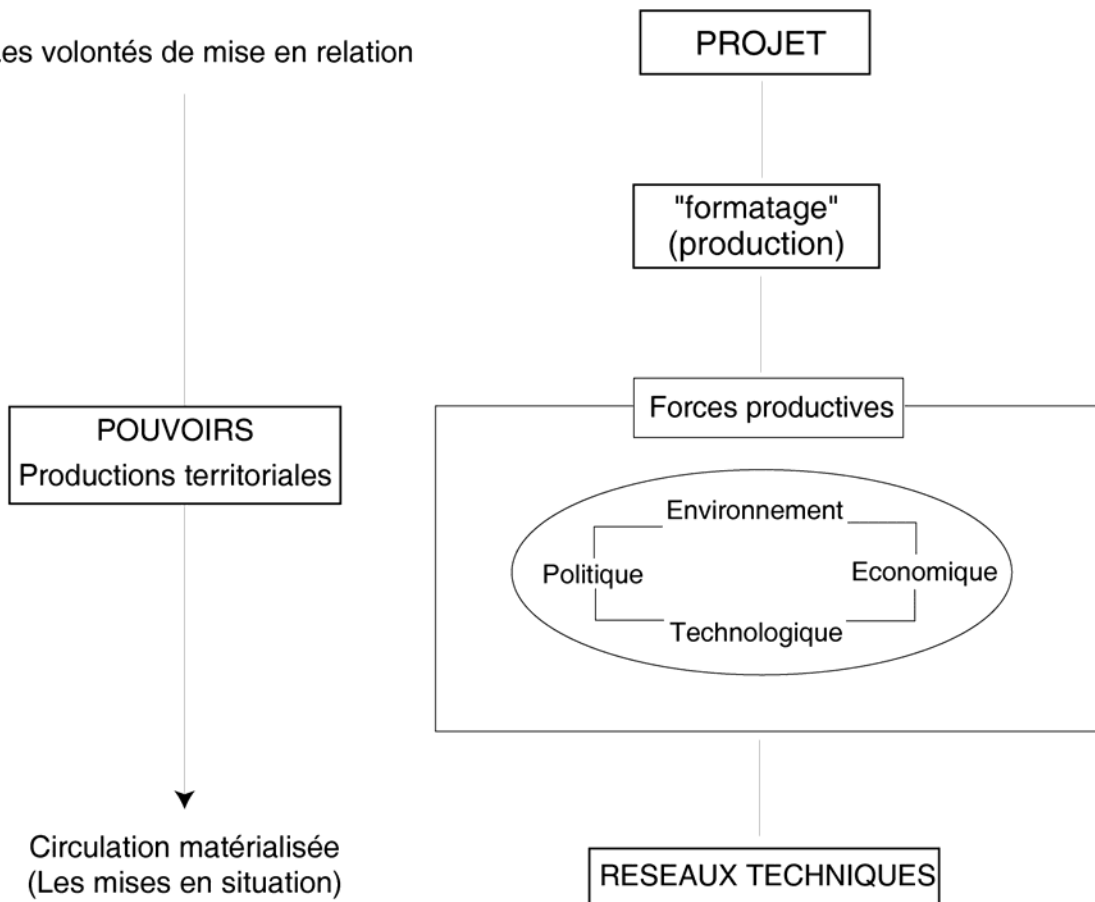 es volontés de mise en relation
PROJET
"formatage"
(production)
POUVOIRS
Productions territoriales
Forces productives
Environnement
Politique
Economique
Technologique
Circulation matérialisée
(Les mises en situation)
RESEAUX TECHNIQUES